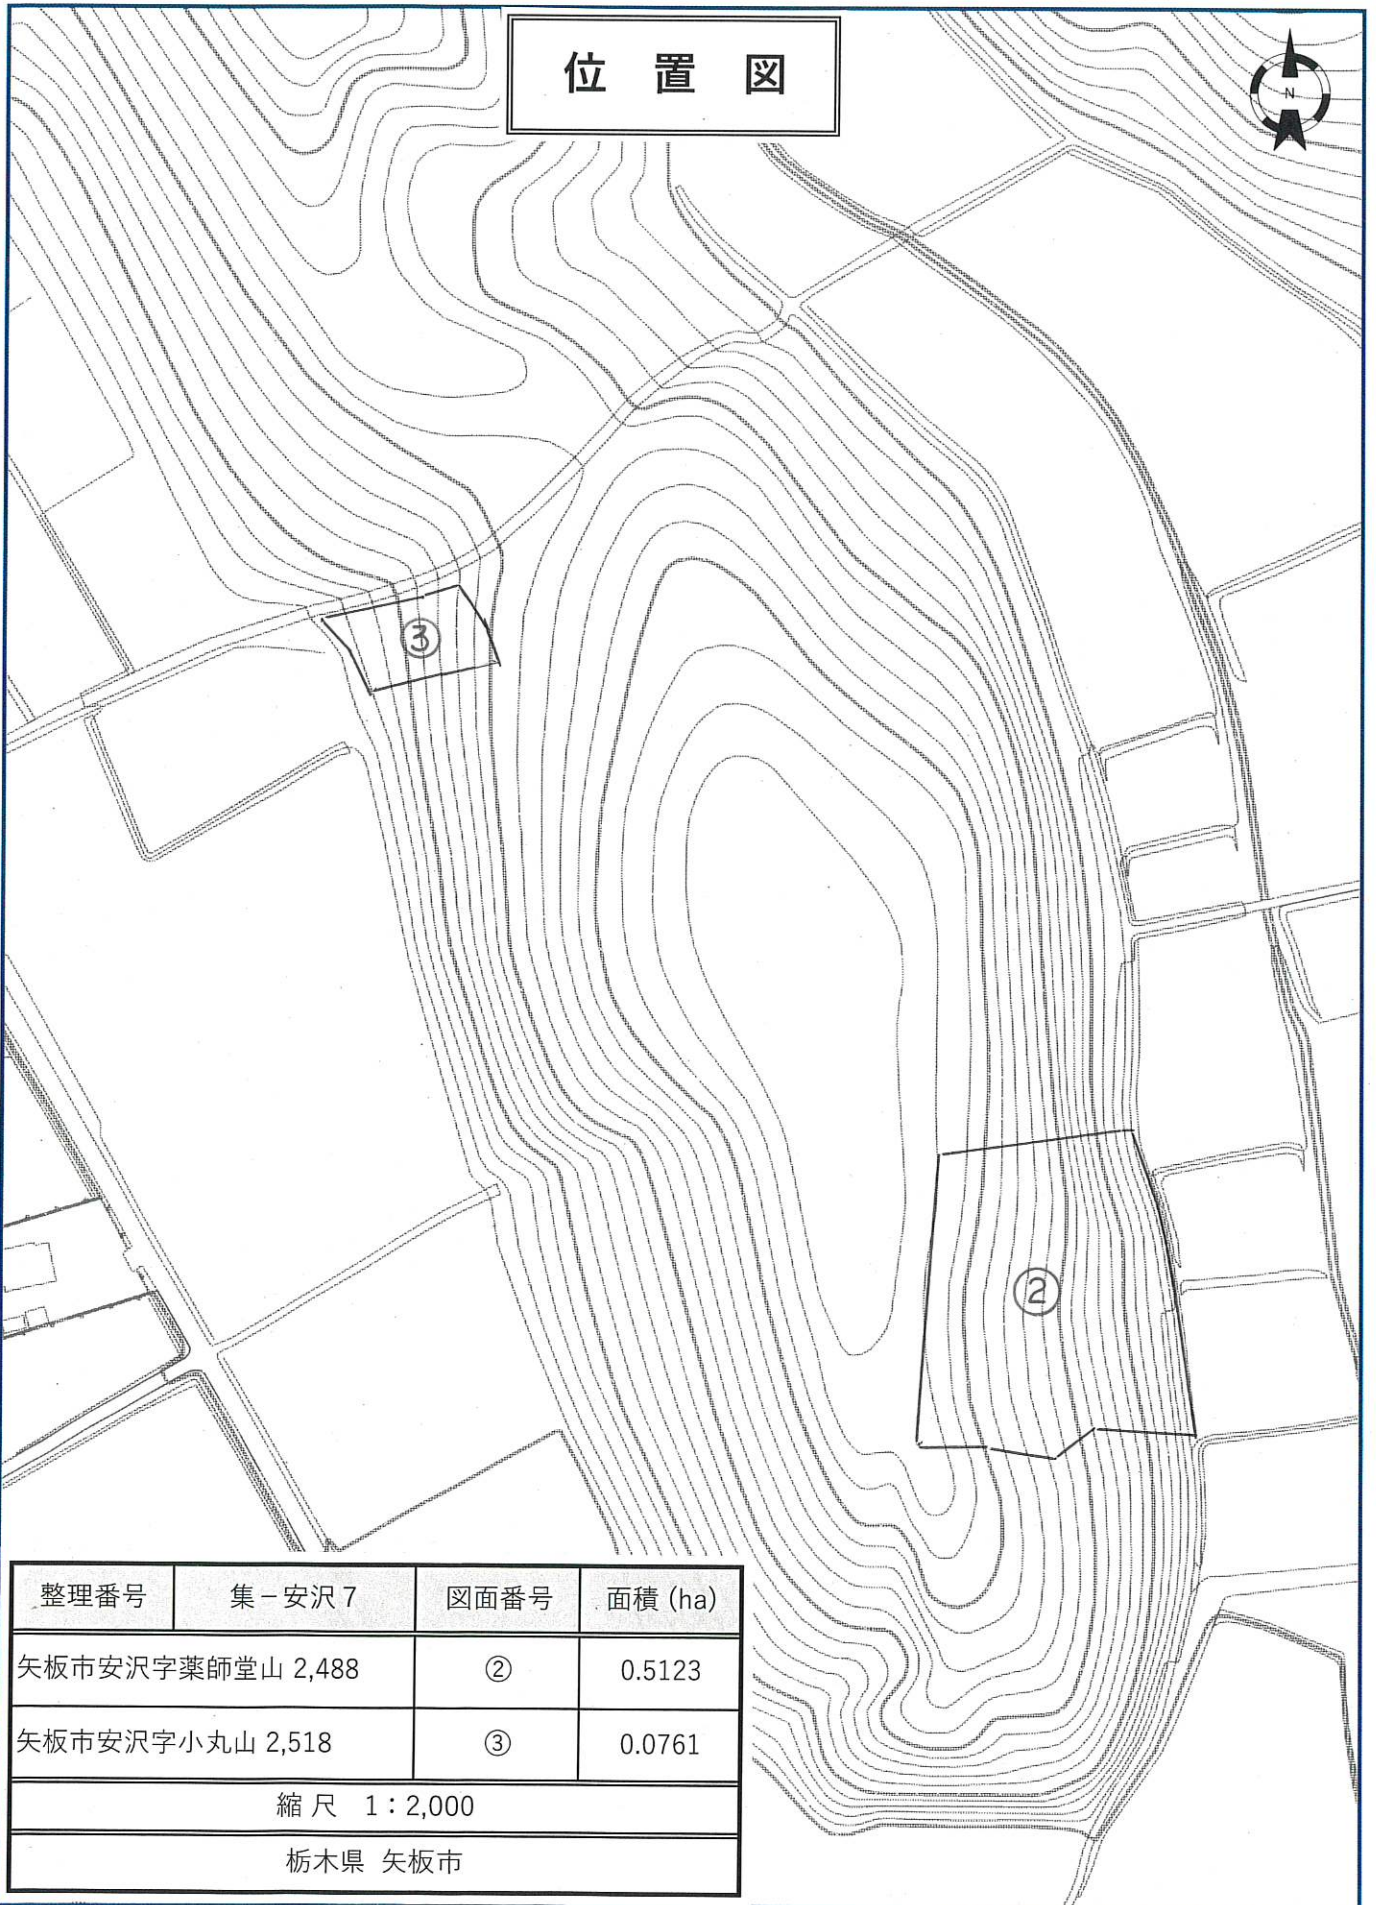 位 置 図
N
③
②
整理番号 集－安沢7 図面番号 面積(ha)
矢板市安沢字薬師堂山 2,488 ② 0.5123
矢板市安沢字小丸山 2,518 ③ 0.0761
縮 尺 1：2,000
栃木県 矢板市